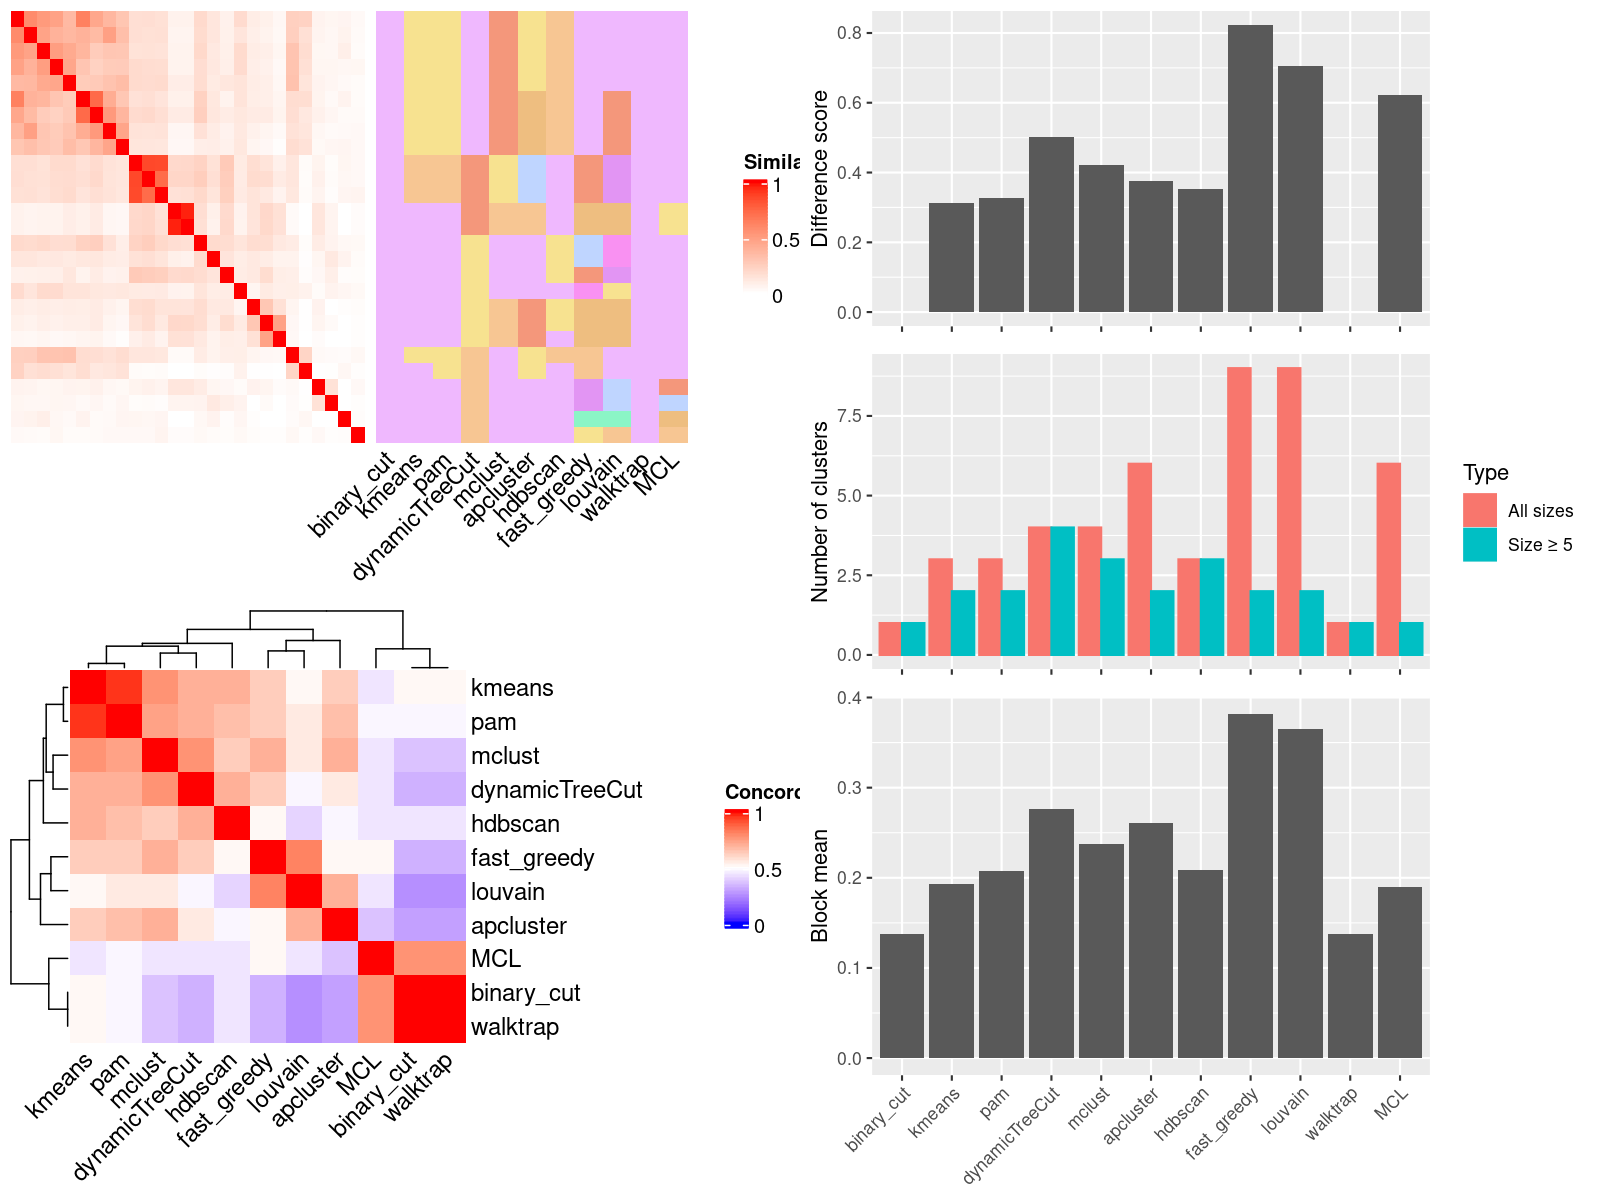 Simila
1
0.5
0
binary_cut
kmeans
pam
dynamicTreeCut
mclust
apcluster
hdbscan
fast_greedy
louvain
walktrap
MCL
kmeans
pam
mclust
dynamicTreeCut
hdbscan
fast_greedy
louvain
apcluster
MCL
binary_cut
walktrap
kmeans
pam
mclust
dynamicTreeCut
hdbscan
fast_greedy
louvain
apcluster
MCL
binary_cut
walktrap
Concord
1
0.5
0
Difference score
0.8
0.6
0.4
0.2
0.0
Number of clusters
7.5
5.0
2.5
0.0
Type
All sizes
Size ≥ 5
Block mean
0.4
0.3
0.2
0.1
0.0
binary_cut
kmeans
pam
dynamicTreeCut
mclust
apcluster
hdbscan
fast_greedy
louvain
walktrap
MCL